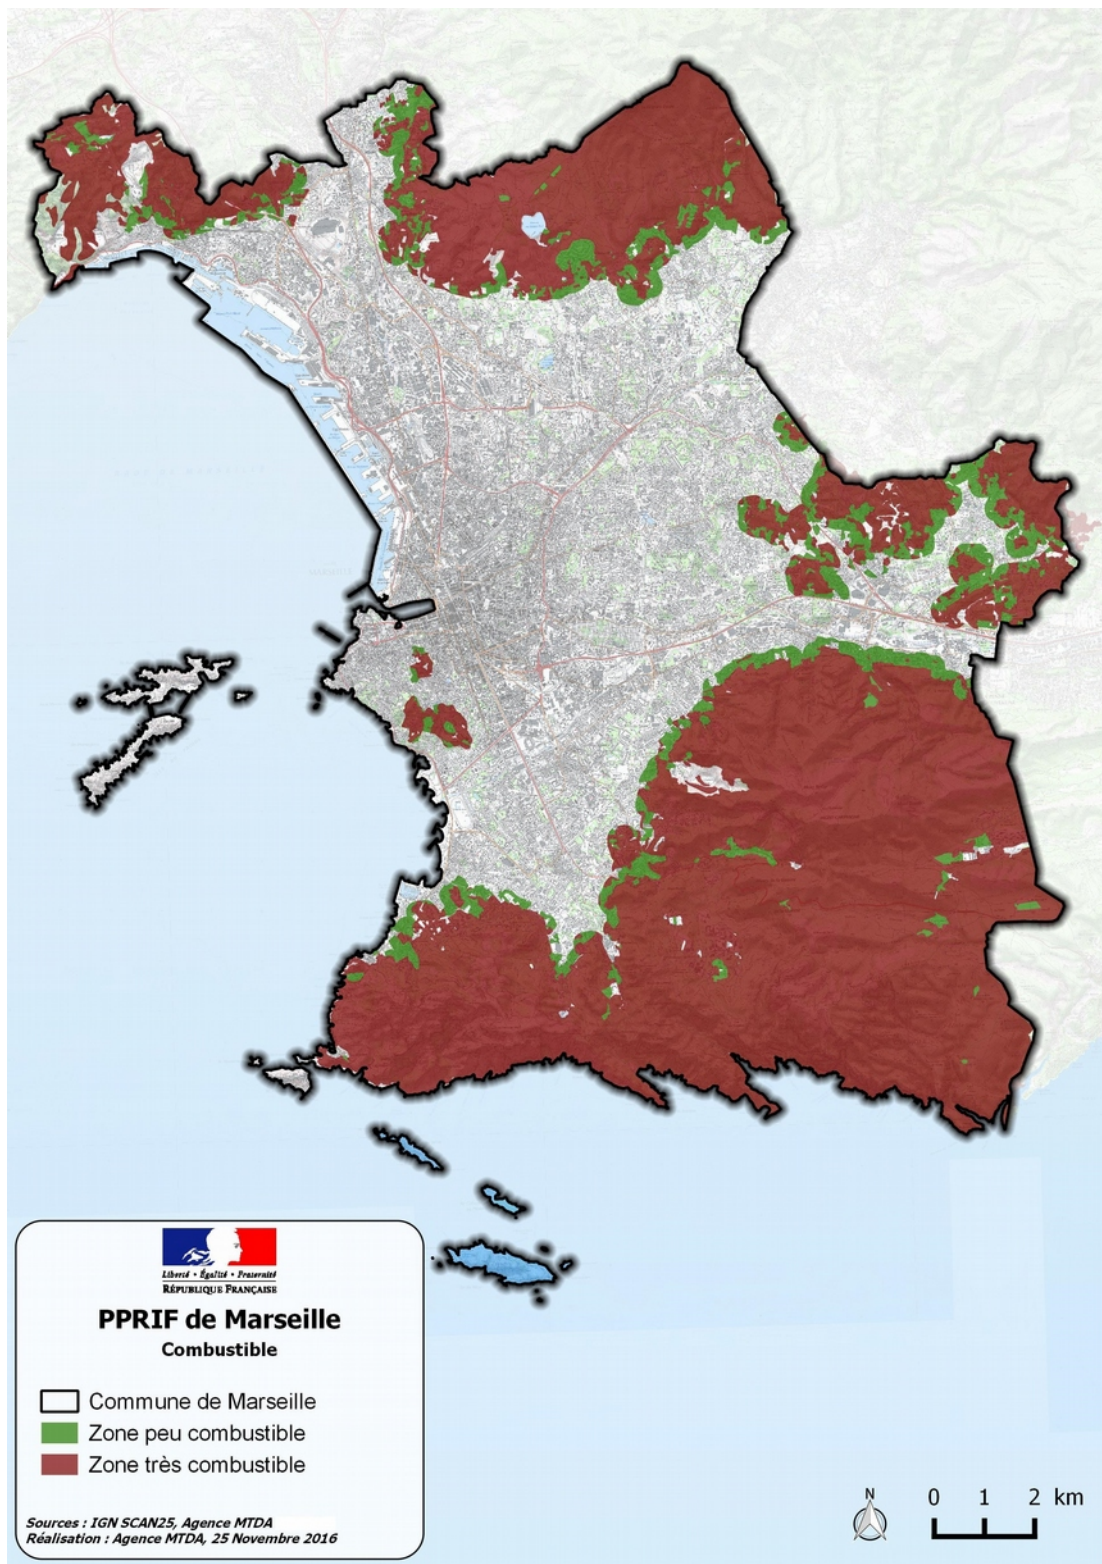 Liberté • Égalité • Fraternité
RÉPUBLIQUE FRANÇAISE
PPRIF de Marseille
Combustible
Commune de Marseille
Zone peu combustible
Zone très combustible
Sources : IGN SCAN25, Agence MTDA
Réalisation : Agence MTDA, 25 Novembre 2016
N
0 1 2 km